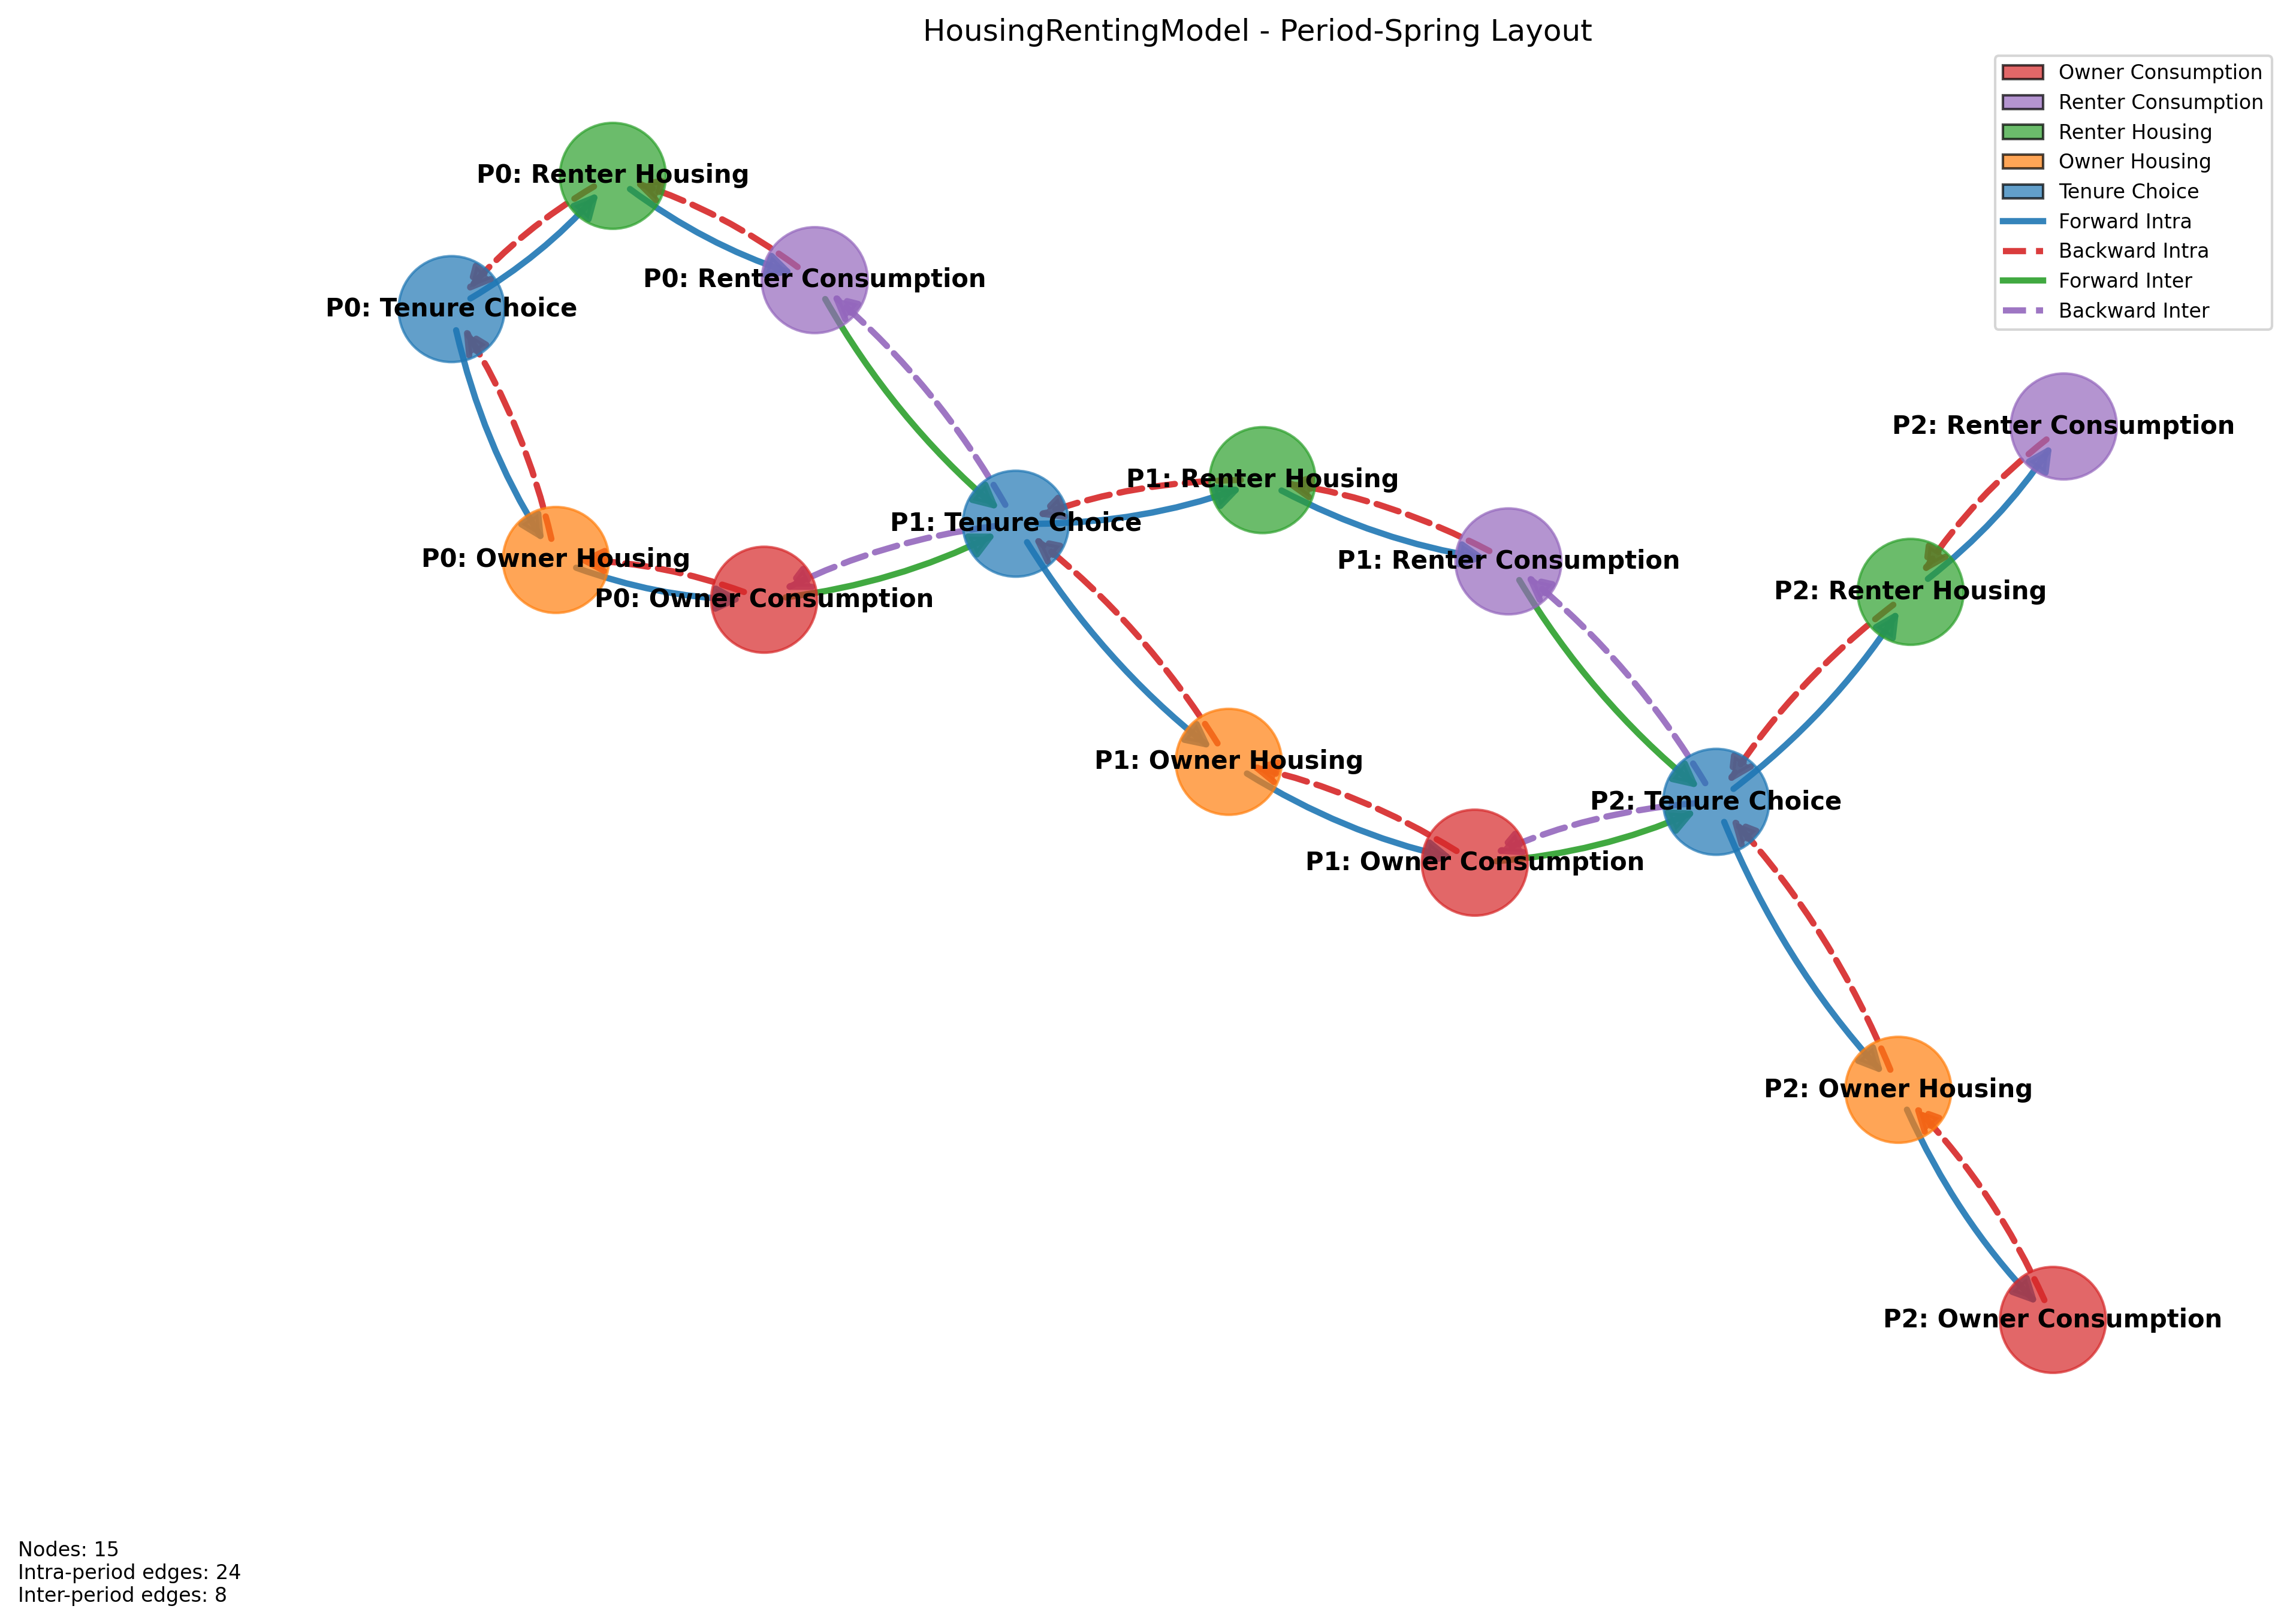 HousingRentingModel - Period-Spring Layout
Owner Consumption
Renter Consumption
Renter Housing
Owner Housing
Tenure Choice
Forward Intra
Backward Intra
Forward Inter
Backward Inter
P0: Renter Housing
P0: Renter Consumption
P0: Tenure Choice
P0: Owner Housing
P0: Owner Consumption
P1: Tenure Choice
P1: Renter Housing
P1: Renter Consumption
P1: Owner Housing
P1: Owner Consumption
P2: Renter Consumption
P2: Renter Housing
P2: Tenure Choice
P2: Owner Housing
P2: Owner Consumption
Nodes: 15
Intra-period edges: 24
Inter-period edges: 8